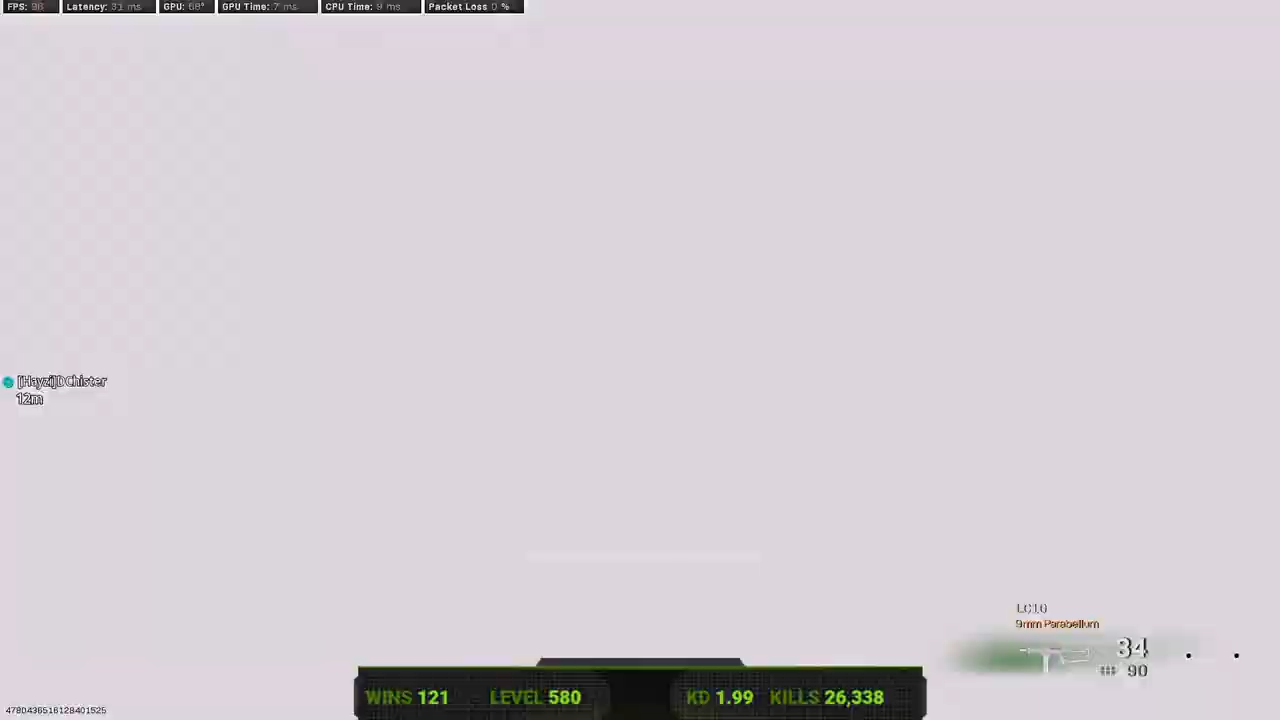 FPS: 96 Latency: 31 ms GPU: 68° GPU Time: 7 ms CPU Time: 9 ms Packet Loss 0 %
[Hayzi]DChister
12m
LC10
9mm Parabellum
34
90
WINS 121 LEVEL 580 KD 1.99 KILLS 26,338
4780436518128401525